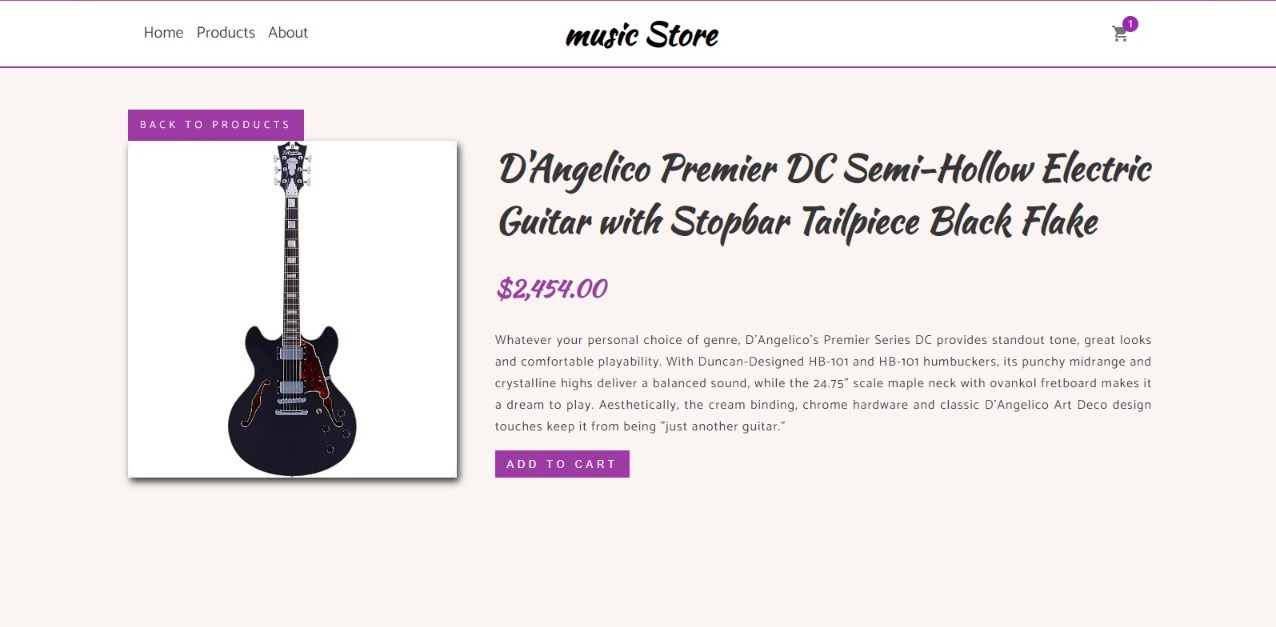 Home Products About
music Store
1
BACK TO PRODUCTS
D'Angelico Premier DC Semi-Hollow Electric
Guitar with Stopbar Tailpiece Black Flake
$2,454.00
Whatever your personal choice of genre, D'Angelico's Premier Series DC provides standout tone, great looks
and comfortable playability. With Duncan-Designed HB-101 and HB-101 humbuckers, its punchy midrange and
crystalline highs deliver a balanced sound, while the 24.75" scale maple neck with ovankol fretboard makes it
a dream to play. Aesthetically, the cream binding, chrome hardware and classic D'Angelico Art Deco design
touches keep it from being "just another guitar."
ADD TO CART